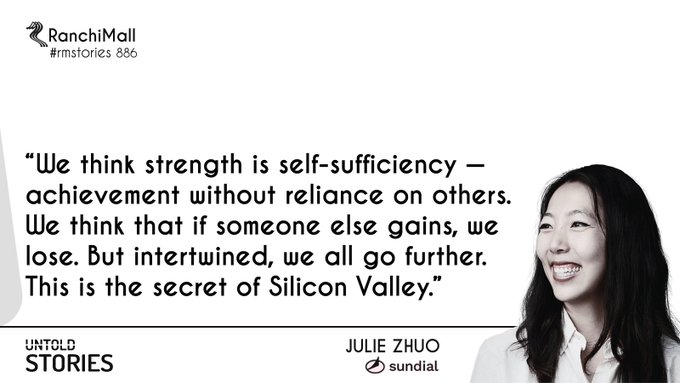 RanchiMall
#rmstories 886
“We think strength is self-sufficiency —
achievement without reliance on others.
We think that if someone else gains, we
lose. But intertwined, we all go further.
This is the secret of Silicon Valley.”
UNTOLD
STORIES
JULIE ZHUO
sundial